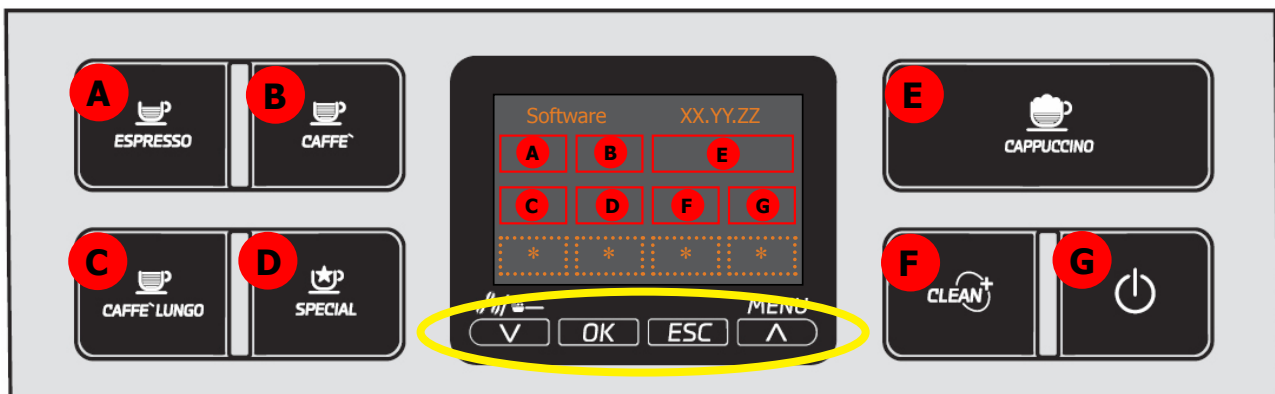 A ESPRESSO
B CAFFE`
Software XX.YY.ZZ
A B E
C D F G
* * * *
E CAPPUCCINO
C CAFFE` LUNGO
D SPECIAL
MENU
OK ESC
F CLEAN+
G